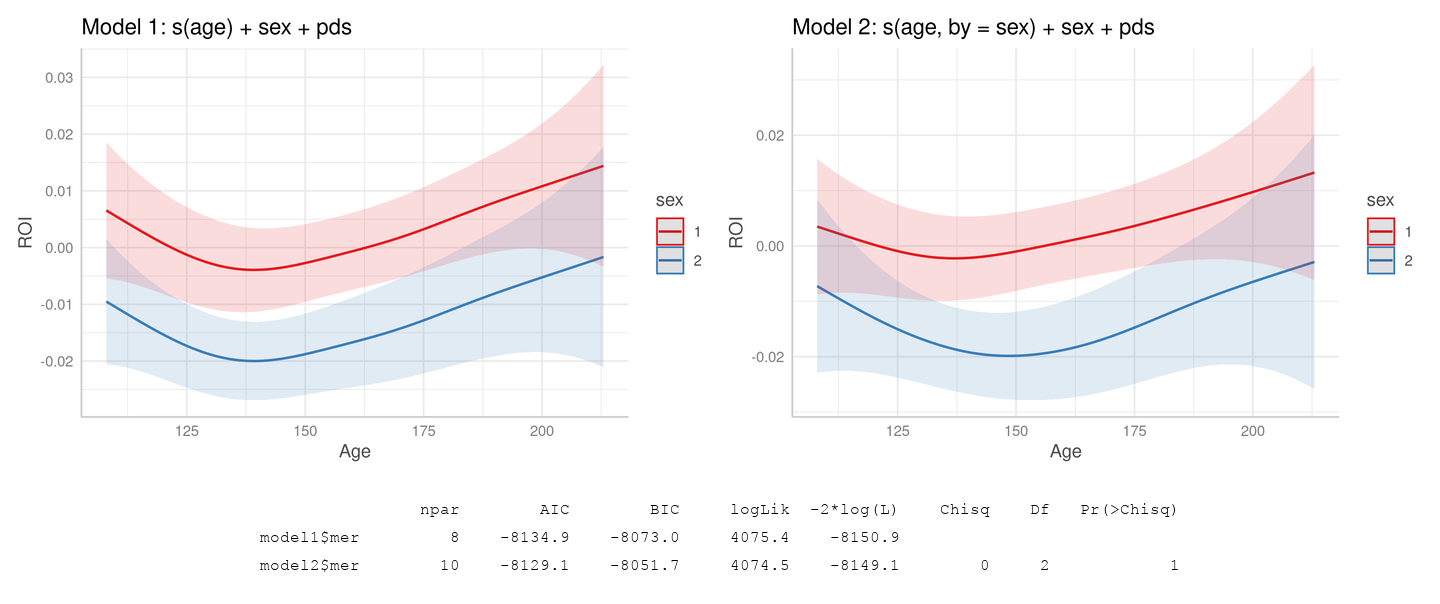 Model 1: s(age) + sex + pds
0.03
0.02
0.01
0.00
-0.01
-0.02
ROI
125 150 175 200
Age
sex
1
2
Model 2: s(age, by = sex) + sex + pds
0.02
0.00
-0.02
ROI
125 150 175 200
Age
sex
1
2
npar AIC BIC logLik -2*log(L) Chisq Df Pr(>Chisq)
model1$mer 8 -8134.9 -8073.0 4075.4 -8150.9
model2$mer 10 -8129.1 -8051.7 4074.5 -8149.1 0 2 1